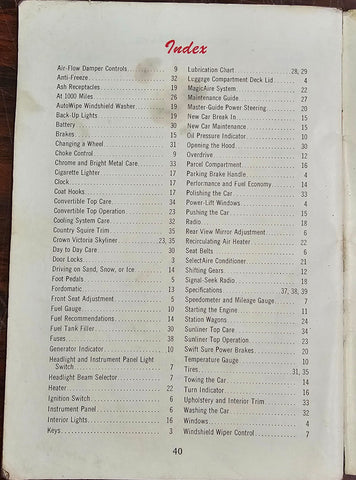 Index
Air-Flow Damper Controls 9
Anti-Freeze 32
Ash Receptacles 19
At 1000 Miles 26
AutoWipe Windshield Washer 19
Back-Up Lights 19
Battery 30
Brakes 15
Changing a Wheel 31
Choke Control 9
Chrome and Bright Metal Care 33
Cigarette Lighter 17
Clock 17
Coat Hooks 17
Convertible Top Care 34
Convertible Top Operation 23
Cooling System Care 32
Country Squire Trim 35
Crown Victoria Skyliner 23, 35
Day to Day Care 30
Door Locks 3
Driving on Sand, Snow, or Ice 14
Foot Pedals 5
Fordomatic 13
Front Seat Adjustment 5
Fuel Gauge 10
Fuel Recommendations 14
Fuel Tank Filler 30
Fuses 38
Generator Indicator 10
Headlight and Instrument Panel Light
Switch 7
Headlight Beam Selector 7
Heater 22
Ignition Switch 6
Instrument Panel 6
Interior Lights 16
Keys 3
Lubrication Chart 28, 29
Luggage Compartment Deck Lid 4
MagicAire System 22
Maintenance Guide 27
Master-Guide Power Steering 20
New Car Break In 15
New Car Maintenance 15
Oil Pressure Indicator 10
Opening the Hood 30
Overdrive 12
Parcel Compartment 16
Parking Brake Handle 4
Performance and Fuel Economy 14
Polishing the Car 33
Power-Lift Windows 4
Pushing the Car 15
Radio 18
Rear View Mirror Adjustment 6
Recirculating Air Heater 22
Seat Belts 6
SelectAire Conditioner 21
Shifting Gears 12
Signal-Seek Radio 18
Specifications 37, 38, 39
Speedometer and Mileage Gauge 7
Starting the Engine 11
Station Wagons 24
Sunliner Top Care 34
Sunliner Top Operation 23
Swift Sure Power Brakes 20
Temperature Gauge 10
Tires 31, 35
Towing the Car 14
Turn Indicator 16
Upholstery and Interior Trim 33
Washing the Car 32
Windows 4
Windshield Wiper Control 7
40